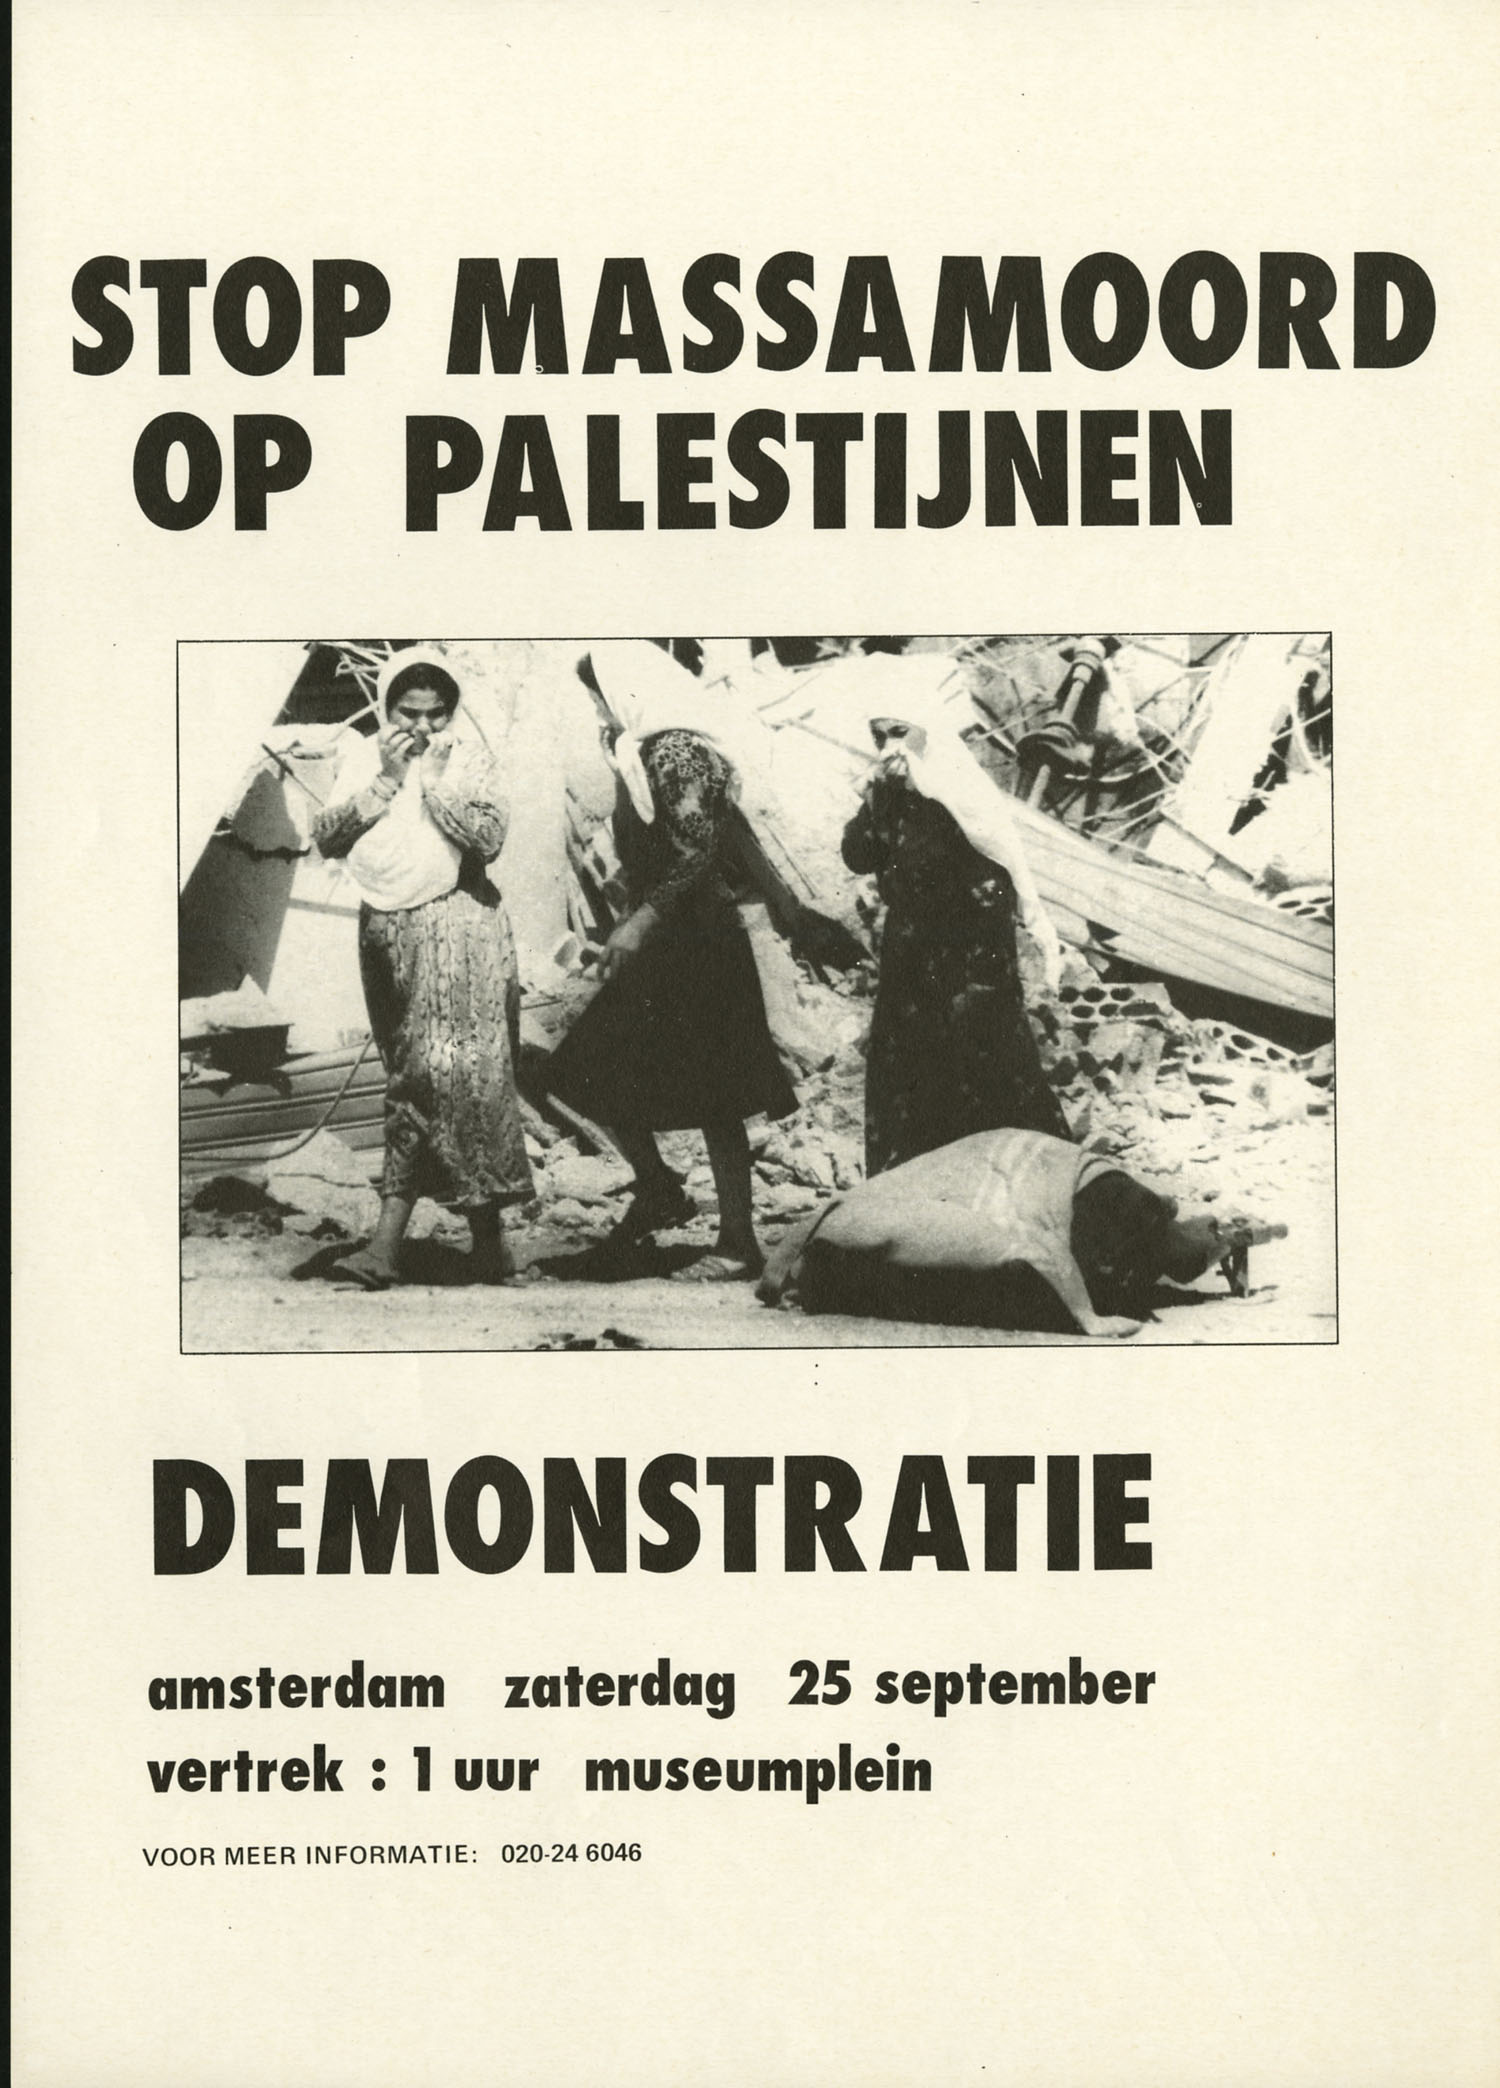 STOP MASSAMOORD
OP PALESTIJNEN
DEMONSTRATIE
amsterdam zaterdag 25 september
vertrek : 1 uur museumplein
VOOR MEER INFORMATIE: 020-24 6046